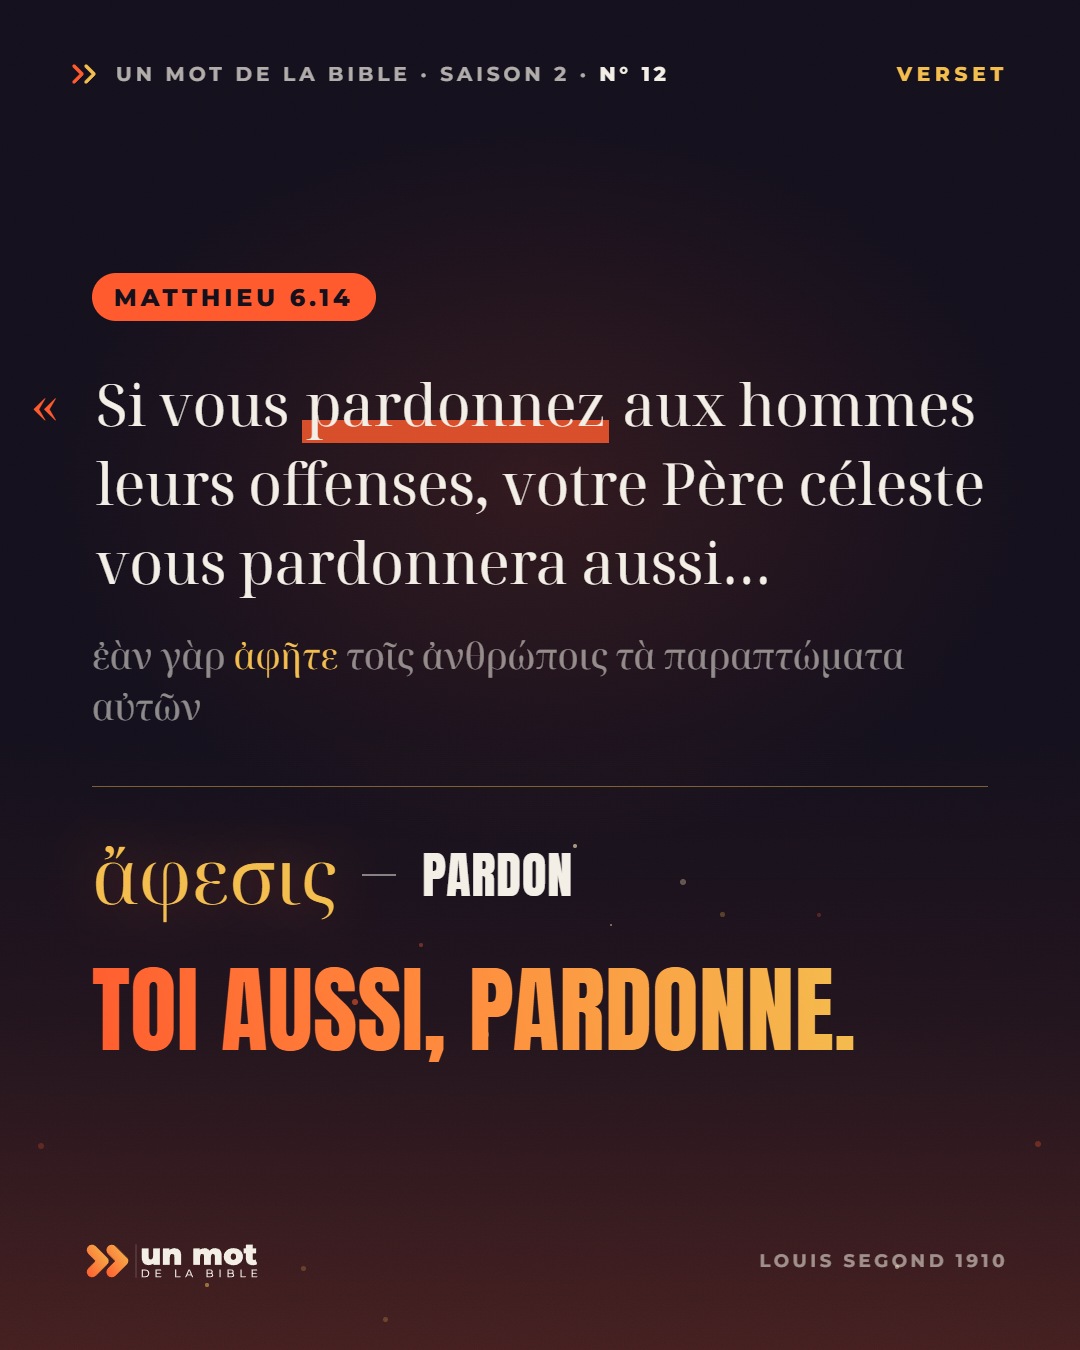 UN MOT DE LA BIBLE · SAISON 2 · N° 12
VERSET
MATTHIEU 6.14
« Si vous pardonnez aux hommes
leurs offenses, votre Père céleste
vous pardonnera aussi…
ἐὰν γὰρ ἀφῆτε τοῖς ἀνθρώποις τὰ παραπτώματα
αὐτῶν
ἄφεσις — PARDON
TOI AUSSI, PARDONNE.
un mot
DE LA BIBLE
LOUIS SEGOND 1910